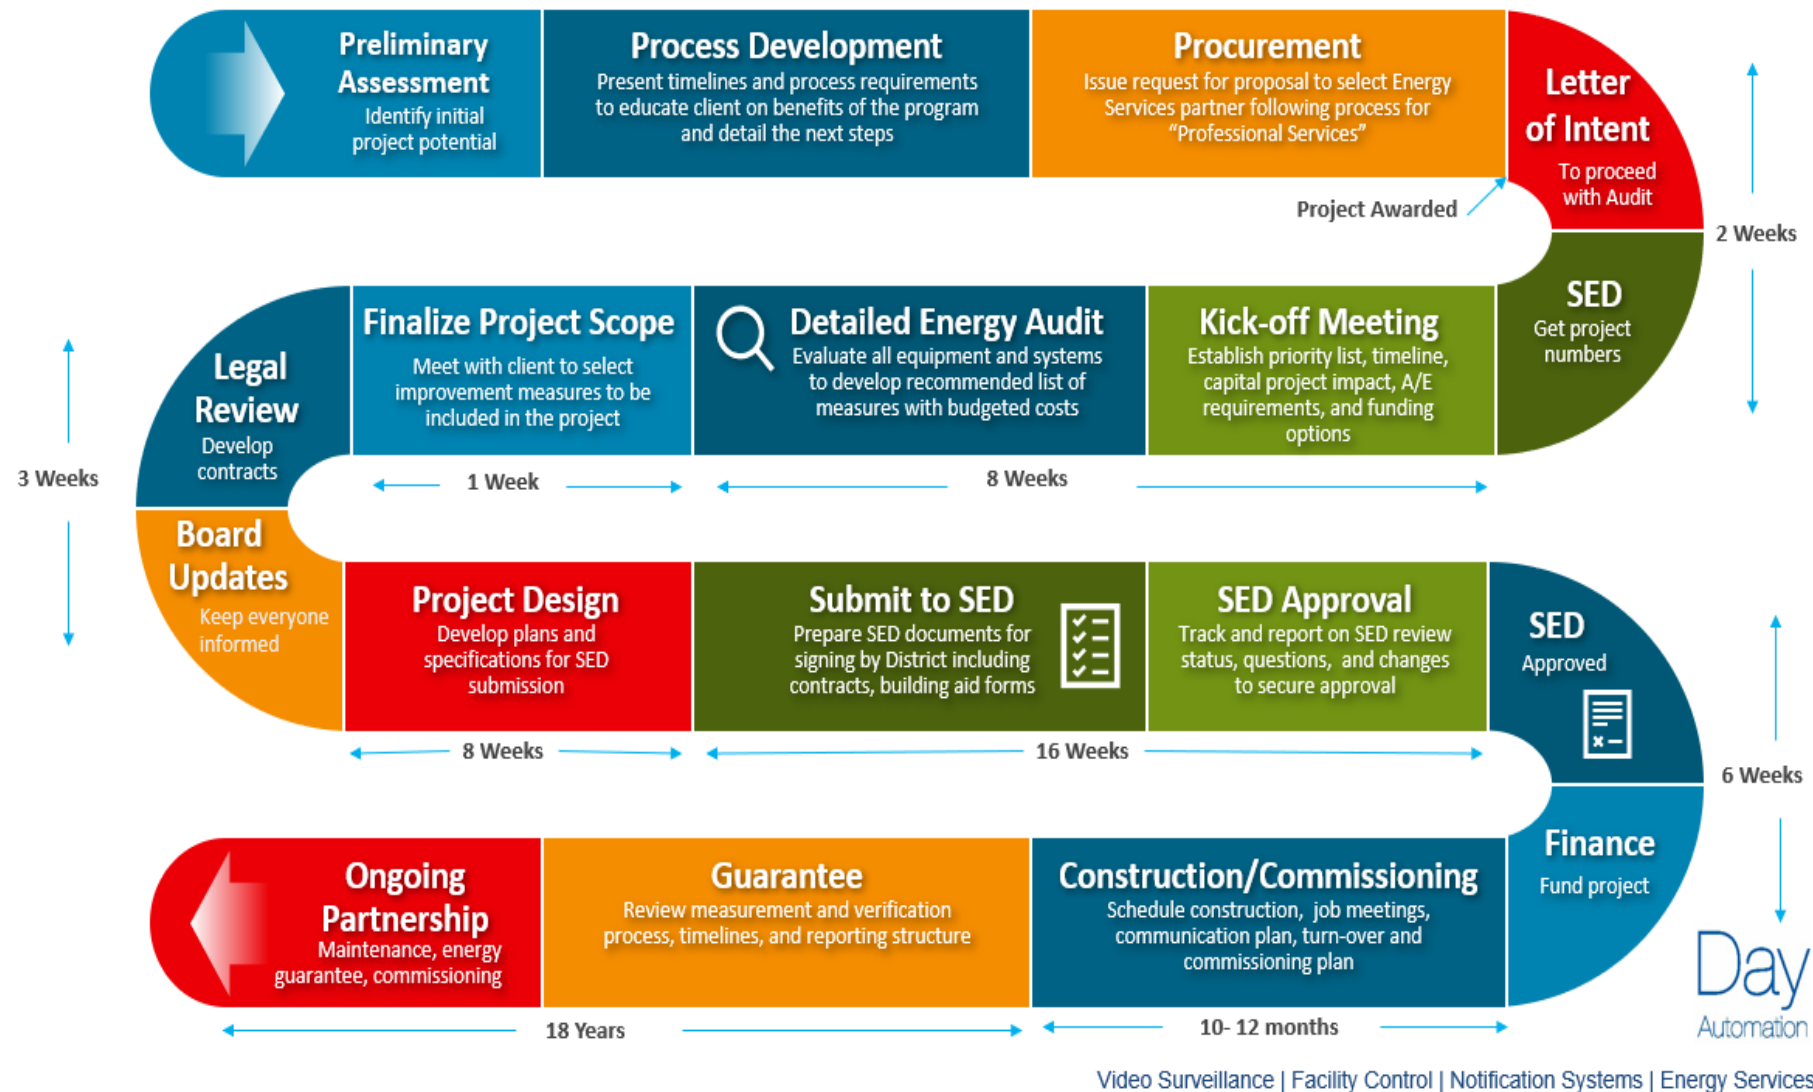 Preliminary
Assessment
Identify initial
project potential
Process Development
Present timelines and process requirements
to educate client on benefits of the program
and detail the next steps
Procurement
Issue request for proposal to select Energy
Services partner following process for
“Professional Services”
Letter
of Intent
To proceed
with Audit
Project Awarded
2 Weeks
SED
Get project
numbers
Kick-off Meeting
Establish priority list, timeline,
capital project impact, A/E
requirements, and funding
options
Detailed Energy Audit
Evaluate all equipment and systems
to develop recommended list of
measures with budgeted costs
8 Weeks
Finalize Project Scope
Meet with client to select
improvement measures to be
included in the project
1 Week
Legal
Review
Develop
contracts
3 Weeks
Board
Updates
Keep everyone
informed
Project Design
Develop plans and
specifications for SED
submission
8 Weeks
Submit to SED
Prepare SED documents for
signing by District including
contracts, building aid forms
SED Approval
Track and report on SED review
status, questions, and changes
to secure approval
16 Weeks
SED
Approved
6 Weeks
Finance
Fund project
Construction/Commissioning
Schedule construction, job meetings,
communication plan, turn-over and
commissioning plan
10- 12 months
Guarantee
Review measurement and verification
process, timelines, and reporting structure
Ongoing
Partnership
Maintenance, energy
guarantee, commissioning
18 Years
Day
Automation
Video Surveillance | Facility Control | Notification Systems | Energy Services